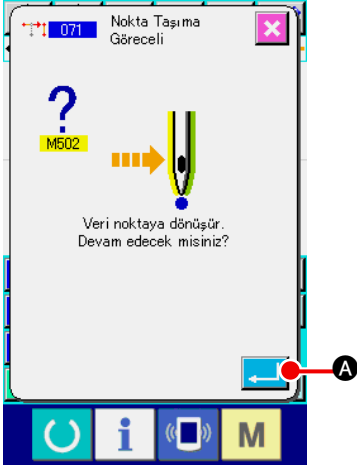 071
Nokta Taşıma
Göreceli
?
M502
Veri noktaya dönüşür.
Devam edecek misiniz?
A
i
M